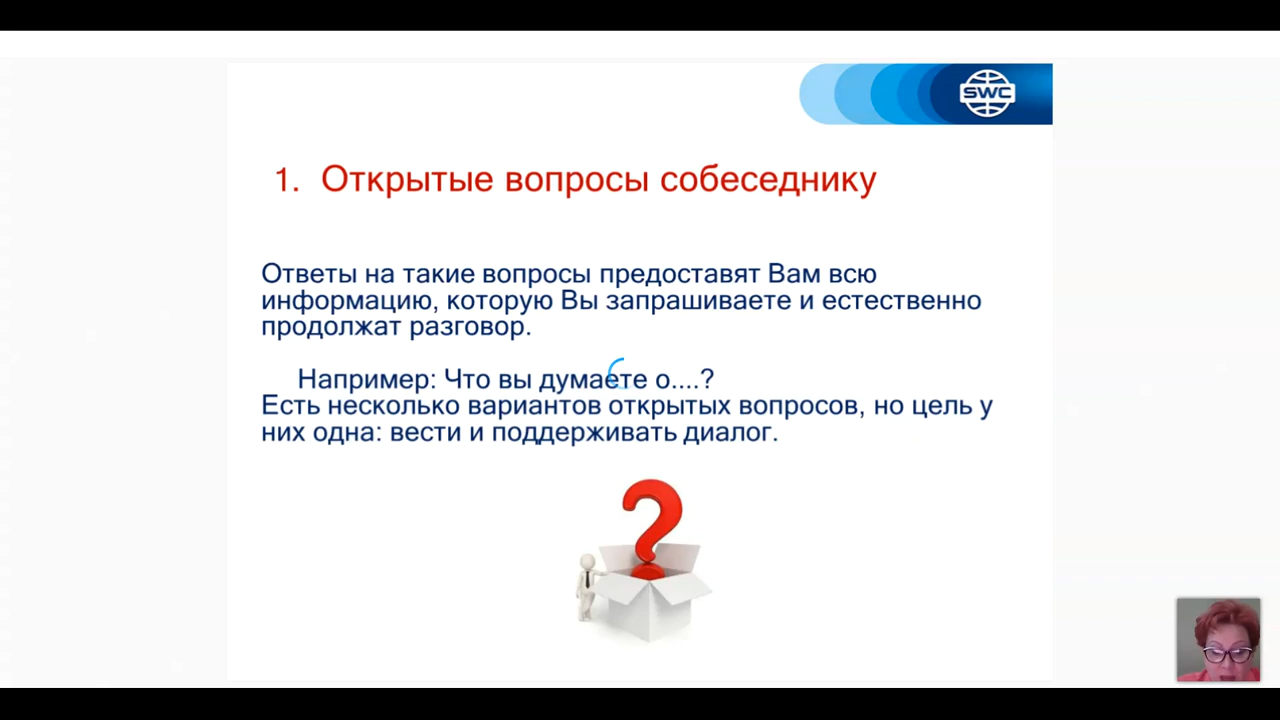 SWC
1. Открытые вопросы собеседнику
Ответы на такие вопросы предоставят Вам всю
информацию, которую Вы запрашиваете и естественно
продолжат разговор.
Например: Что вы думаете о....?
Есть несколько вариантов открытых вопросов, но цель у
них одна: вести и поддерживать диалог.